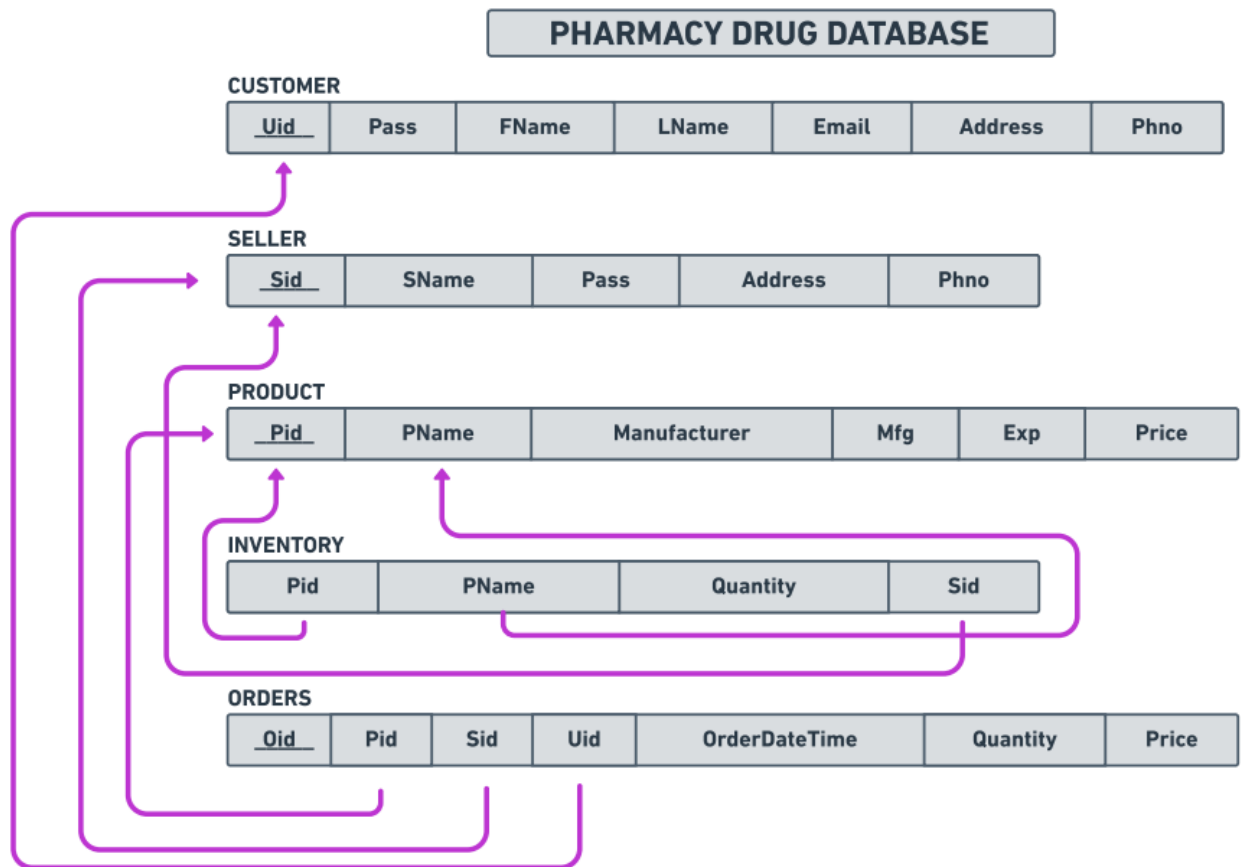 PHARMACY DRUG DATABASE
CUSTOMER
Uid Pass FName LName Email Address Phno
SELLER
Sid SName Pass Address Phno
PRODUCT
Pid PName Manufacturer Mfg Exp Price
INVENTORY
Pid PName Quantity Sid
ORDERS
Oid Pid Sid Uid OrderDateTime Quantity Price